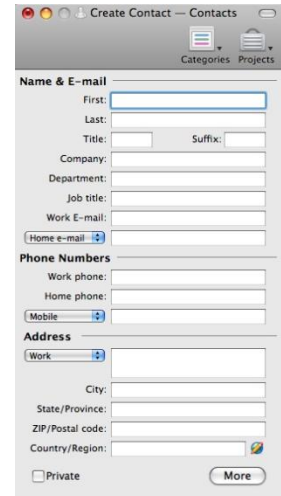 Create Contact — Contacts
Categories Projects
Name & E-mail
First:
Last:
Title: Suffix:
Company:
Department:
Job title:
Work E-mail:
Home e-mail
Phone Numbers
Work phone:
Home phone:
Mobile
Address
Work
City:
State/Province:
ZIP/Postal code:
Country/Region:
Private More